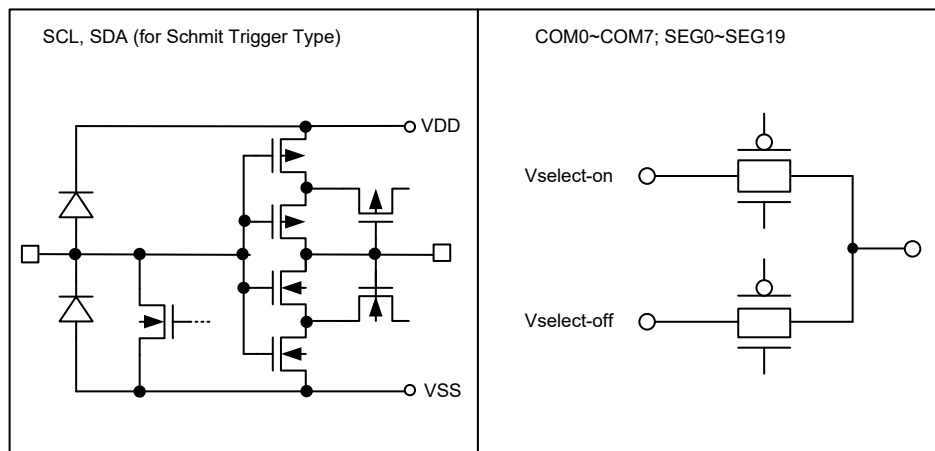 SCL, SDA (for Schmit Trigger Type)
VDD
VSS
COM0~COM7; SEG0~SEG19
Vselect-on
Vselect-off